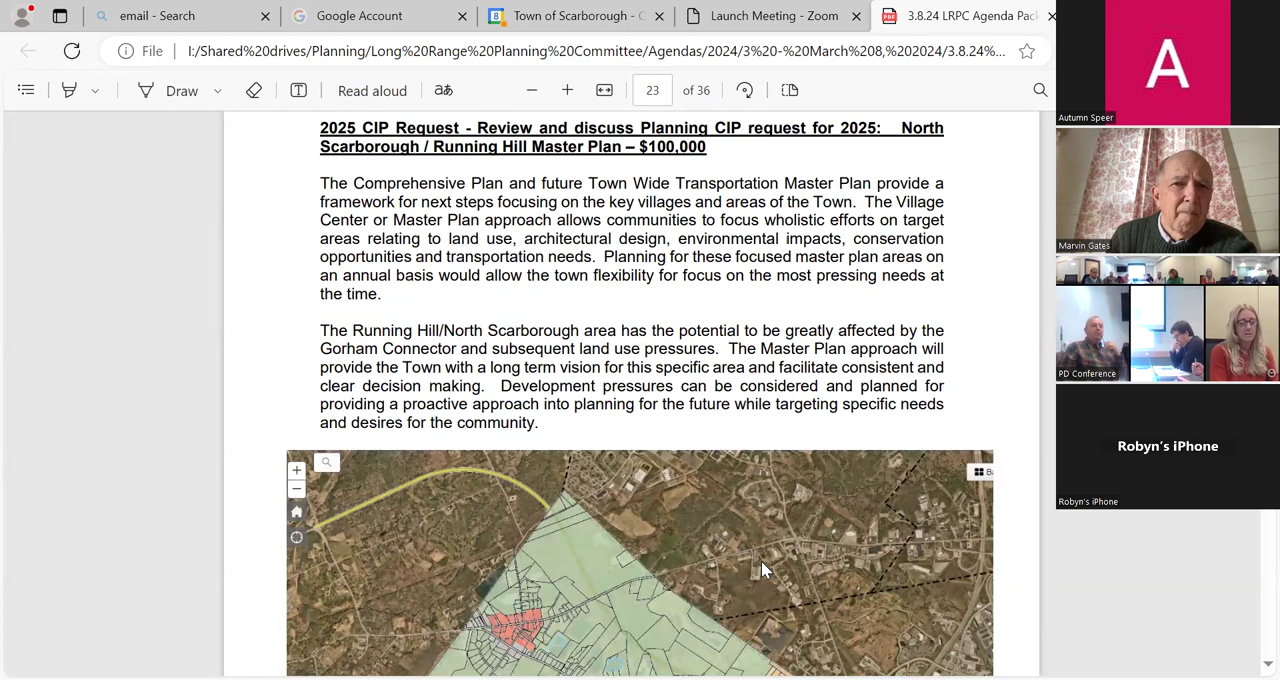 email - Search
Google Account
8
Town of Scarborough - C
Launch Meeting - Zoom
PDF
3.8.24 LRPC Agenda Pack
File
I:/Shared%20drives/Planning/Long%20Range%20Planning%20Committee/Agendas/2024/3%20-%20March%208,%202024/3.8.24%...
Draw
T
Read aloud
aあ
23
of 36
2025 CIP Request - Review and discuss Planning CIP request for 2025: North
Scarborough / Running Hill Master Plan – $100,000
The Comprehensive Plan and future Town Wide Transportation Master Plan provide a
framework for next steps focusing on the key villages and areas of the Town. The Village
Center or Master Plan approach allows communities to focus wholistic efforts on target
areas relating to land use, architectural design, environmental impacts, conservation
opportunities and transportation needs. Planning for these focused master plan areas on
an annual basis would allow the town flexibility for focus on the most pressing needs at
the time.
The Running Hill/North Scarborough area has the potential to be greatly affected by the
Gorham Connector and subsequent land use pressures. The Master Plan approach will
provide the Town with a long term vision for this specific area and facilitate consistent and
clear decision making. Development pressures can be considered and planned for
providing a proactive approach into planning for the future while targeting specific needs
and desires for the community.
A
Autumn Speer
Marvin Gates
PD Conference
Robyn's iPhone
Robyn's iPhone